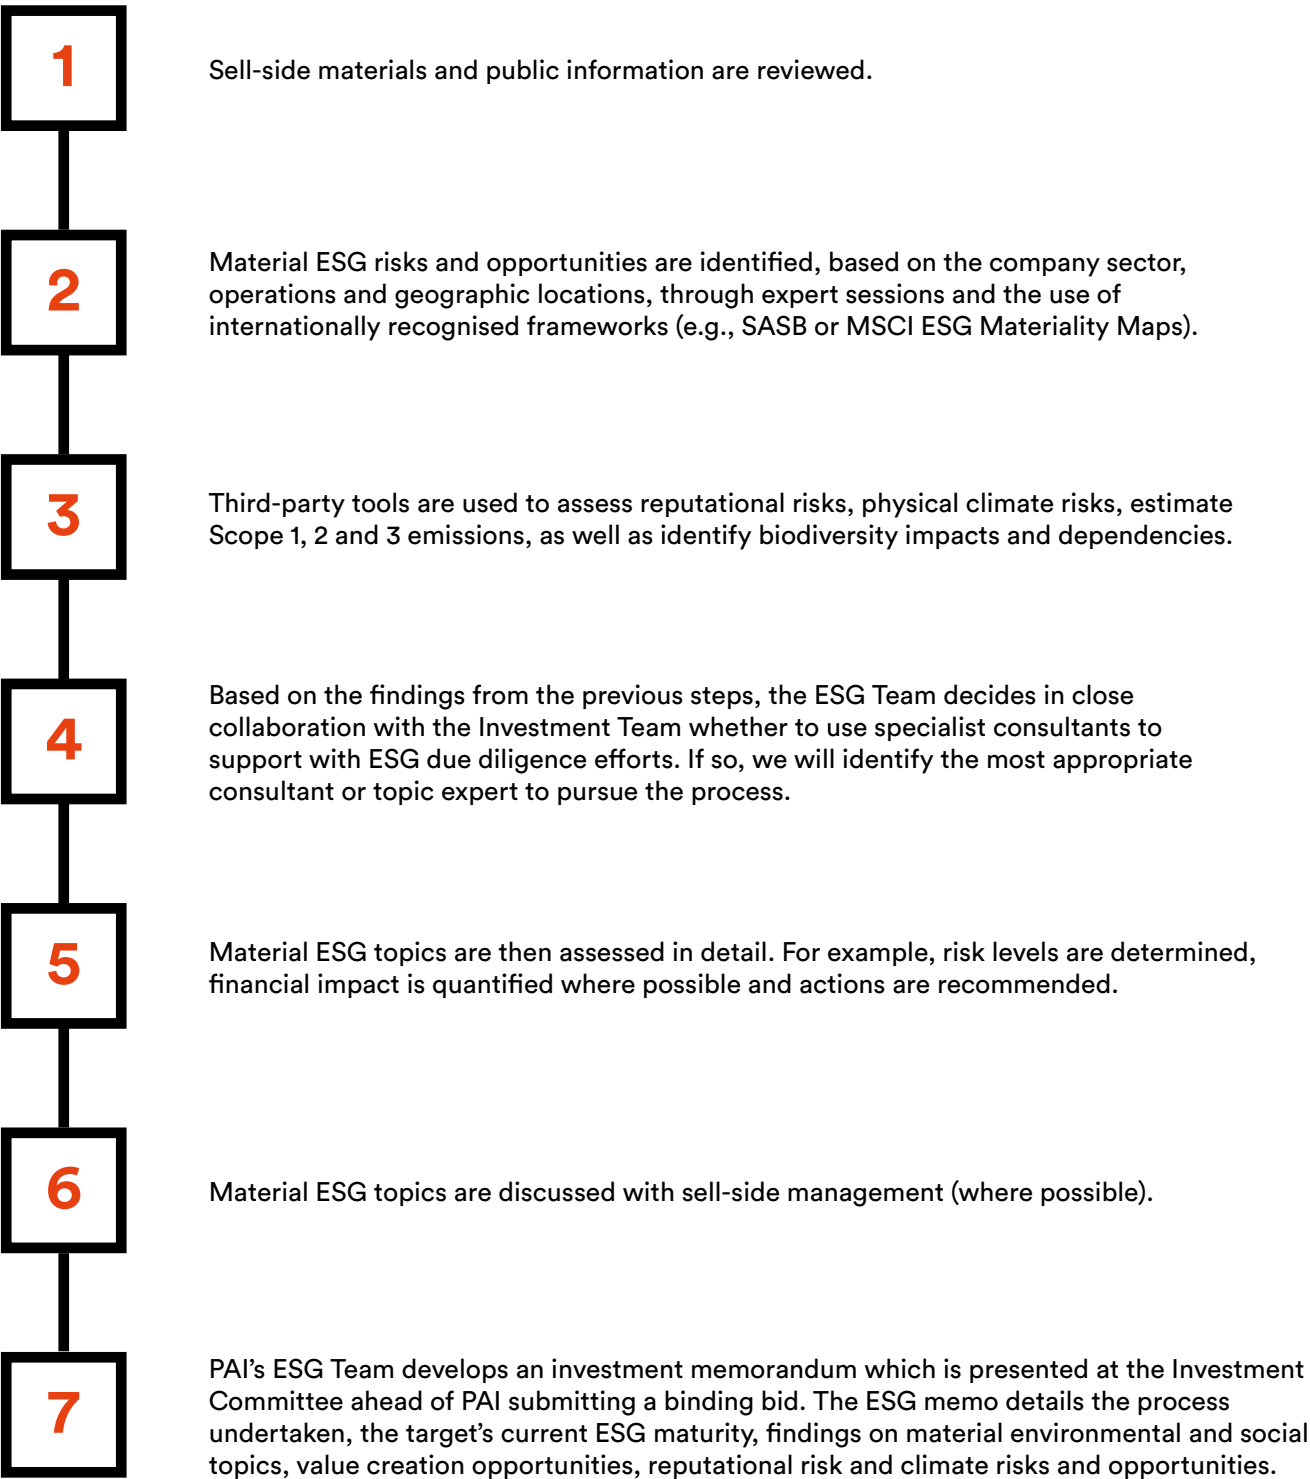 1
Sell-side materials and public information are reviewed.
2
Material ESG risks and opportunities are identified, based on the company sector,
operations and geographic locations, through expert sessions and the use of
internationally recognised frameworks (e.g., SASB or MSCI ESG Materiality Maps).
3
Third-party tools are used to assess reputational risks, physical climate risks, estimate
Scope 1, 2 and 3 emissions, as well as identify biodiversity impacts and dependencies.
4
Based on the findings from the previous steps, the ESG Team decides in close
collaboration with the Investment Team whether to use specialist consultants to
support with ESG due diligence efforts. If so, we will identify the most appropriate
consultant or topic expert to pursue the process.
5
Material ESG topics are then assessed in detail. For example, risk levels are determined,
financial impact is quantified where possible and actions are recommended.
6
Material ESG topics are discussed with sell-side management (where possible).
7
PAI’s ESG Team develops an investment memorandum which is presented at the Investment
Committee ahead of PAI submitting a binding bid. The ESG memo details the process
undertaken, the target’s current ESG maturity, findings on material environmental and social
topics, value creation opportunities, reputational risk and climate risks and opportunities.